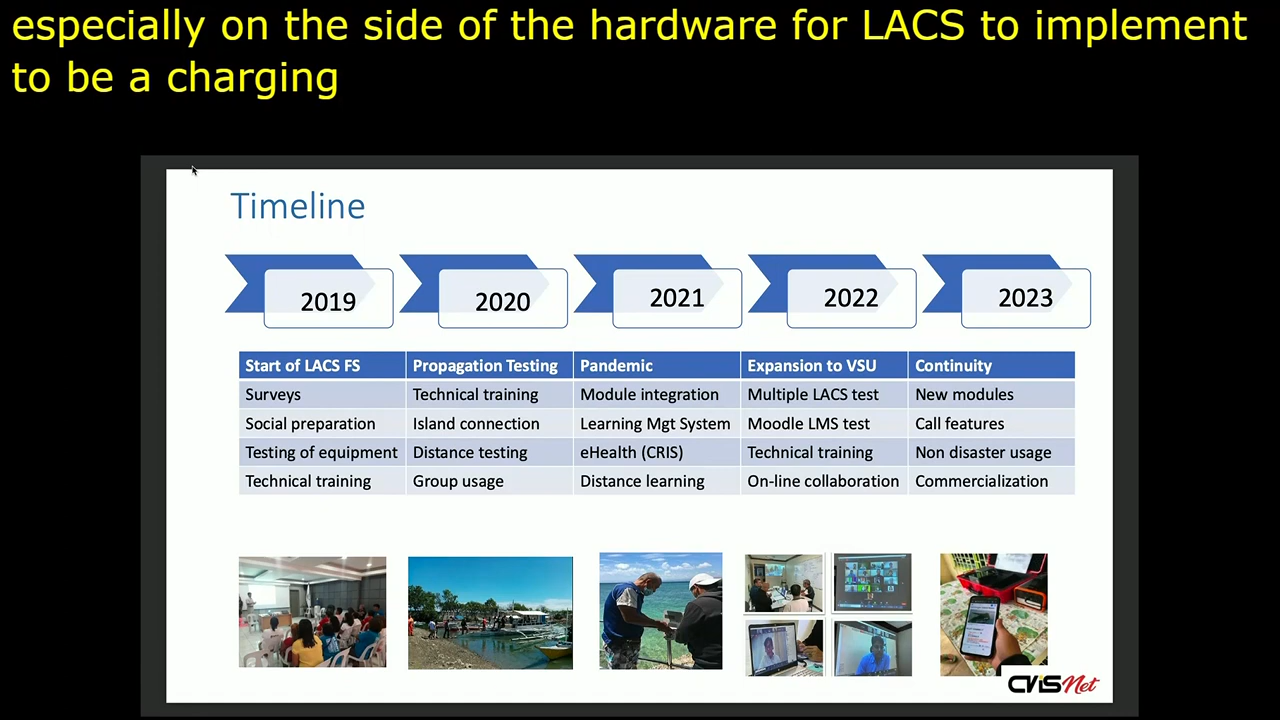 especially on the side of the hardware for LACS to implement
to be a charging
Timeline
2019 2020 2021 2022 2023
Start of LACS FS Propagation Testing Pandemic Expansion to VSU Continuity
Surveys Technical training Module integration Multiple LACS test New modules
Social preparation Island connection Learning Mgt System Moodle LMS test Call features
Testing of equipment Distance testing eHealth (CRIS) Technical training Non disaster usage
Technical training Group usage Distance learning On-line collaboration Commercialization
CViSNet